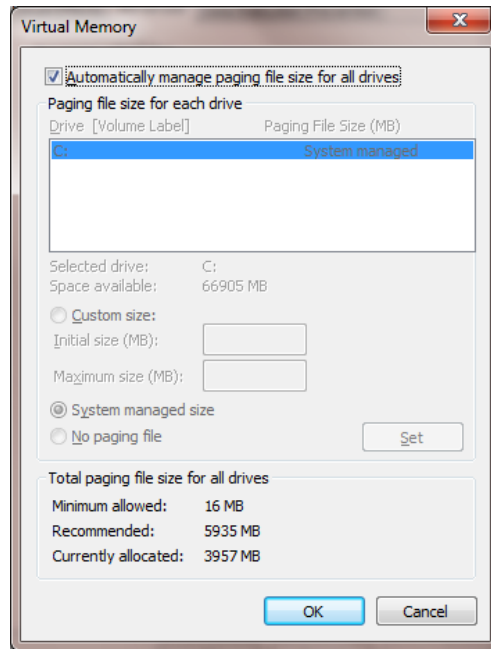 Virtual Memory
Automatically manage paging file size for all drives
Paging file size for each drive
Drive [Volume Label] Paging File Size (MB)
C: System managed
Selected drive: C:
Space available: 66905 MB
Custom size:
Initial size (MB):
Maximum size (MB):
System managed size
No paging file Set
Total paging file size for all drives
Minimum allowed: 16 MB
Recommended: 5935 MB
Currently allocated: 3957 MB
OK Cancel